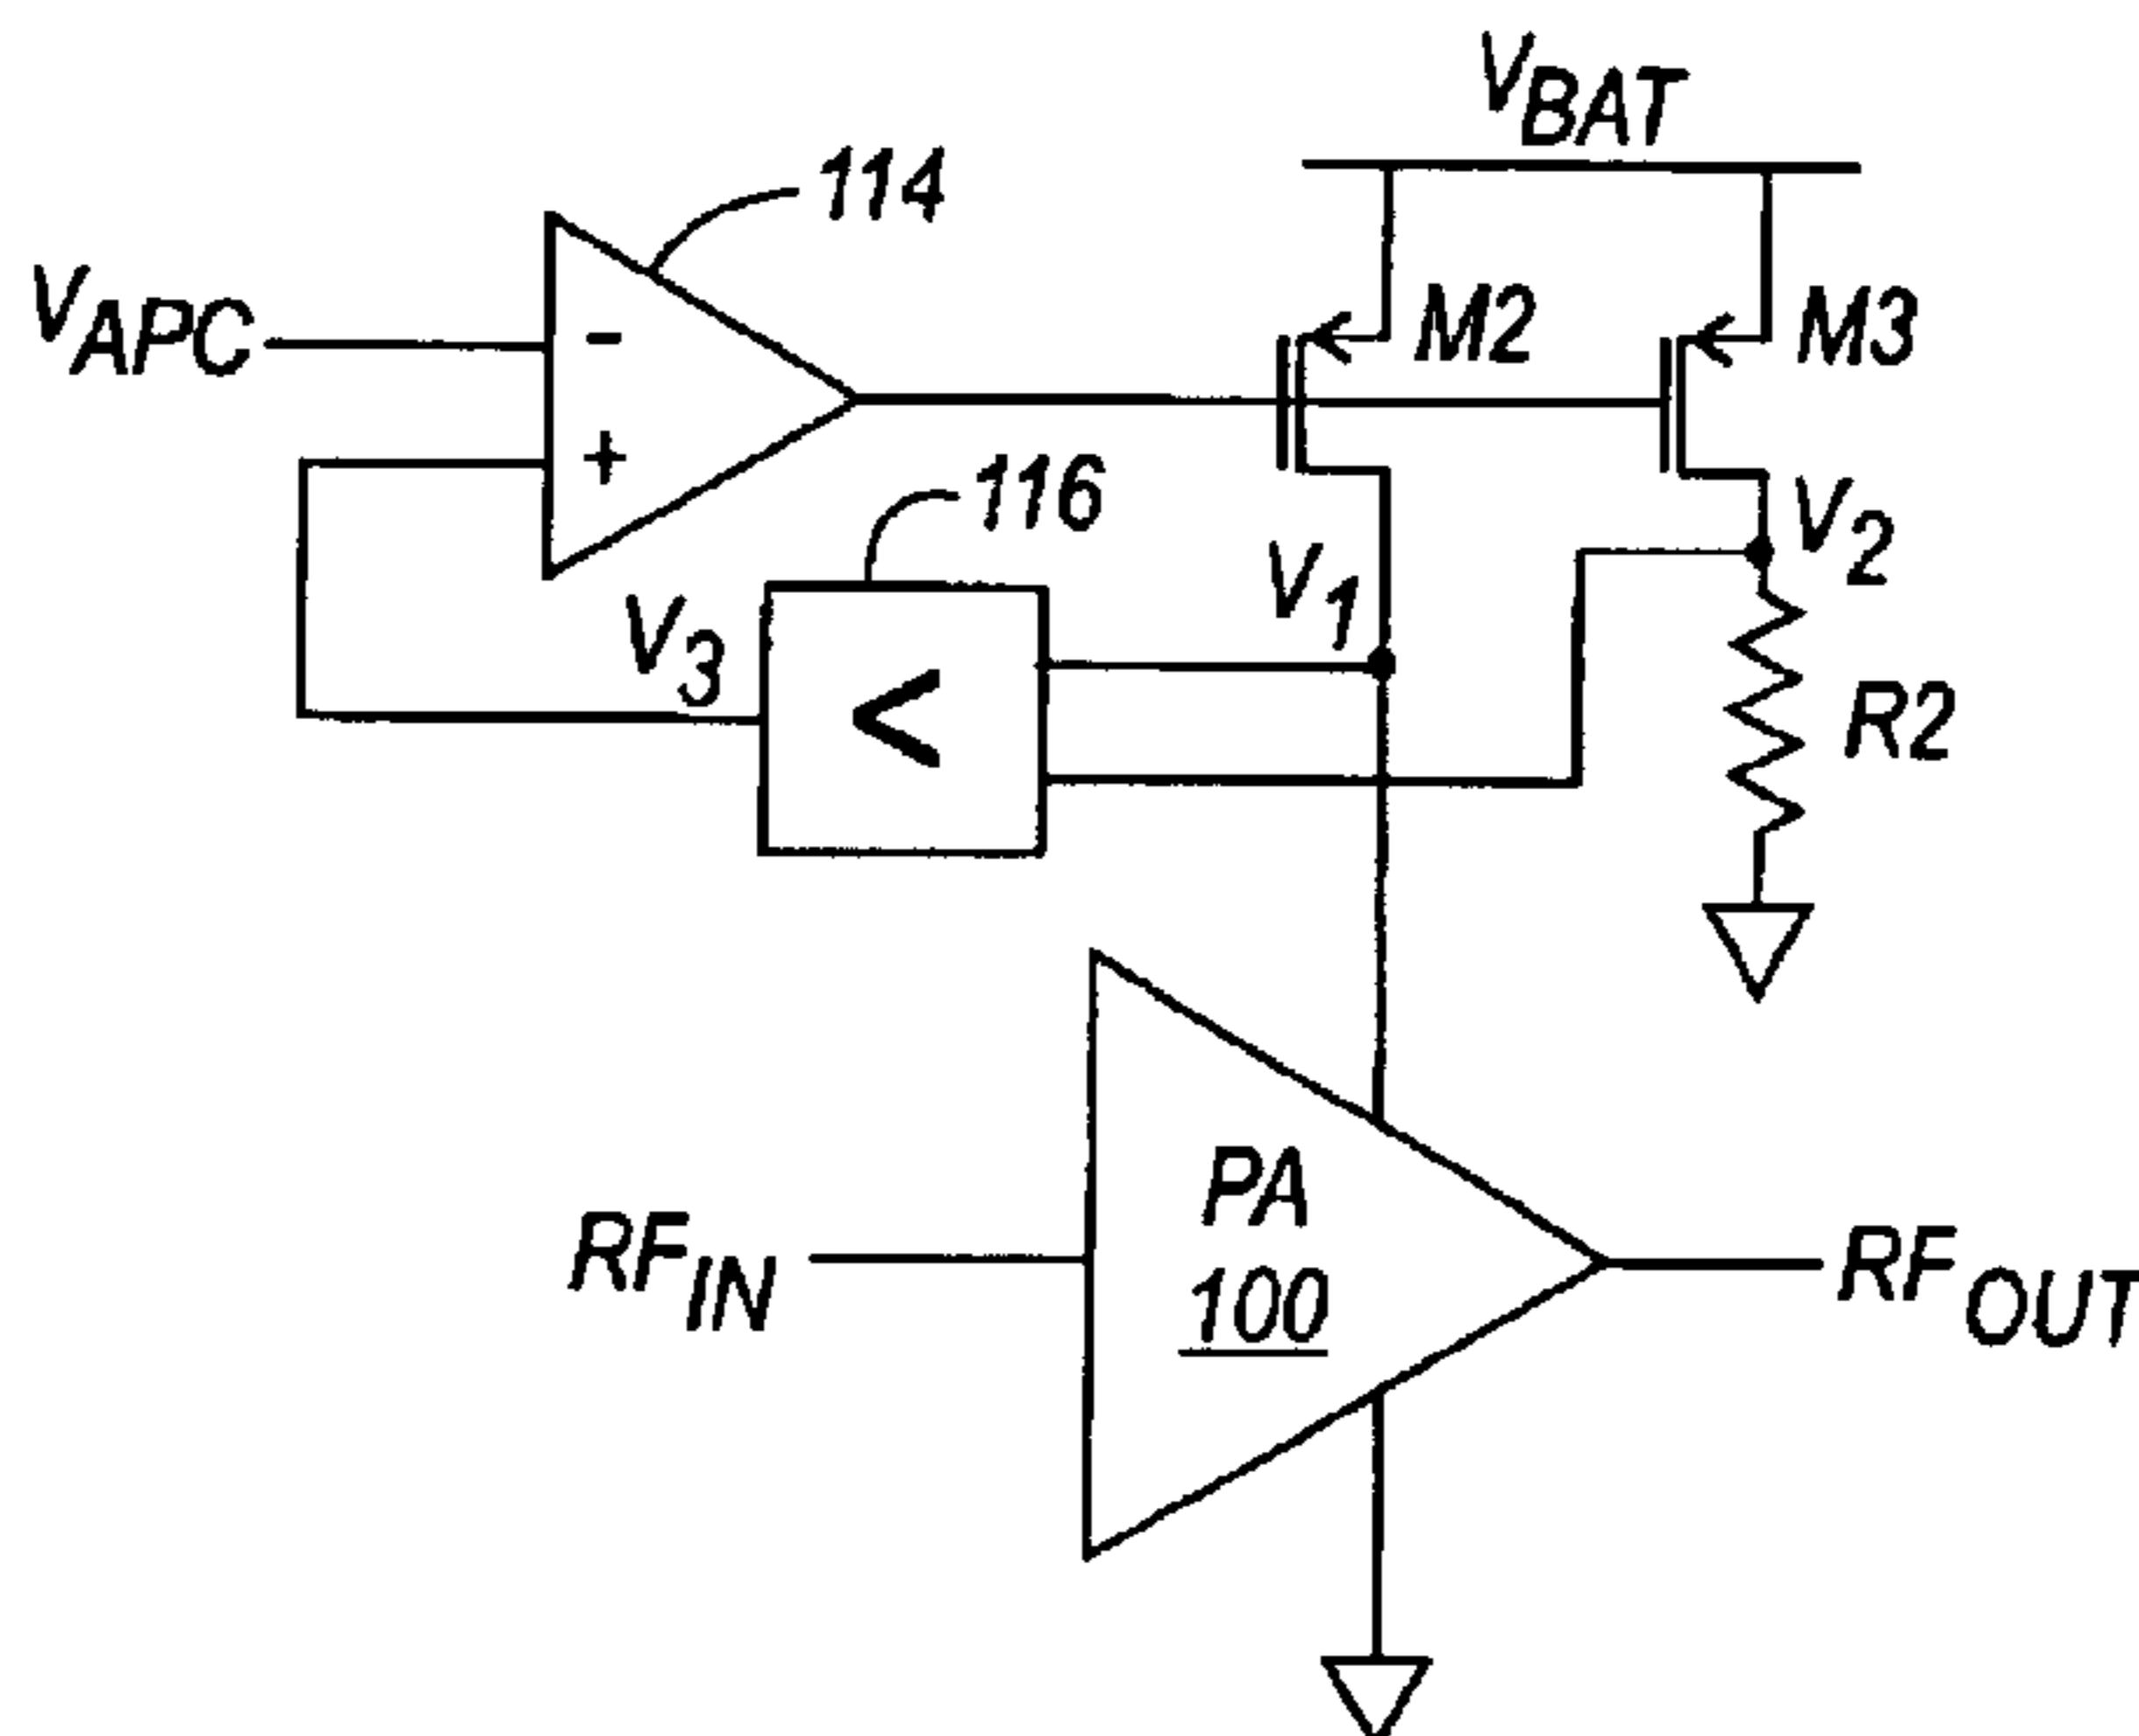 VBAT
114
VAPC
-
M2
M3
+
116
V2
V1
V3
<
R2
PA
100
RFIN
RFOUT